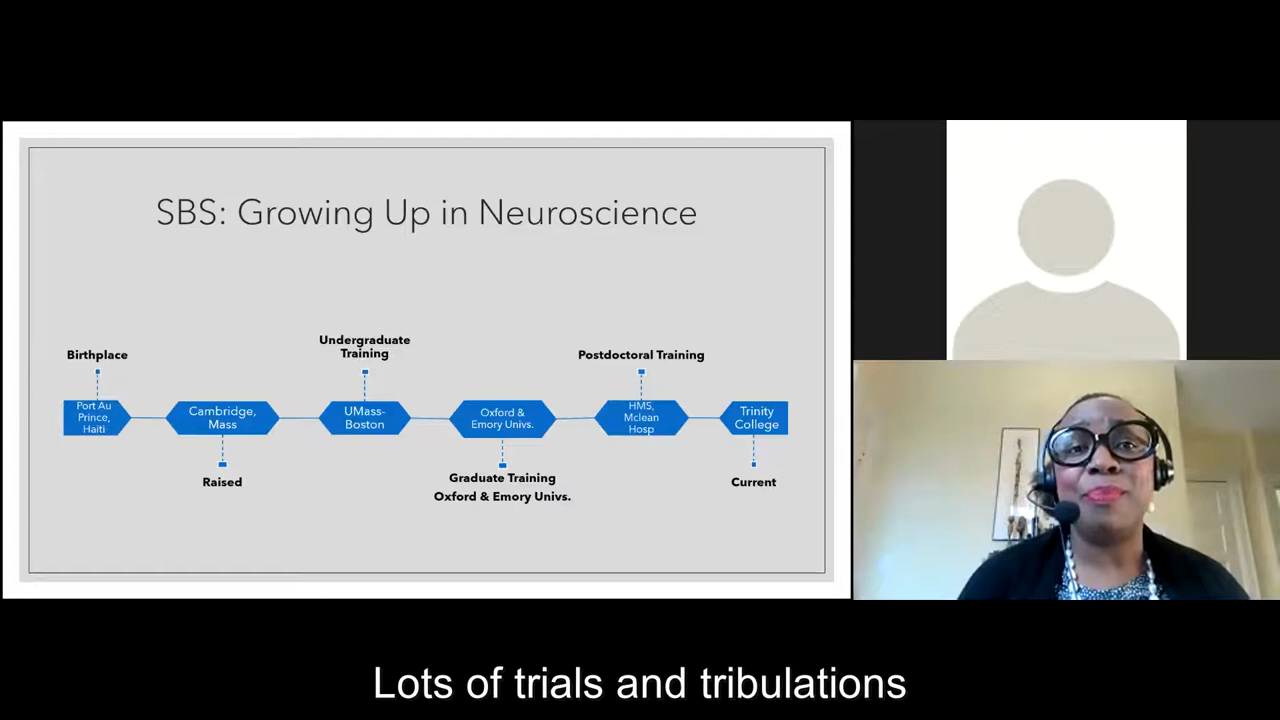 SBS: Growing Up in Neuroscience
Birthplace
Undergraduate
Training
Postdoctoral Training
Port Au
Prince,
Haiti
Cambridge,
Mass
UMass-
Boston
Oxford &
Emory Univs.
HMS,
Mclean
Hosp
Trinity
College
Raised
Graduate Training
Oxford & Emory Univs.
Current
Lots of trials and tribulations